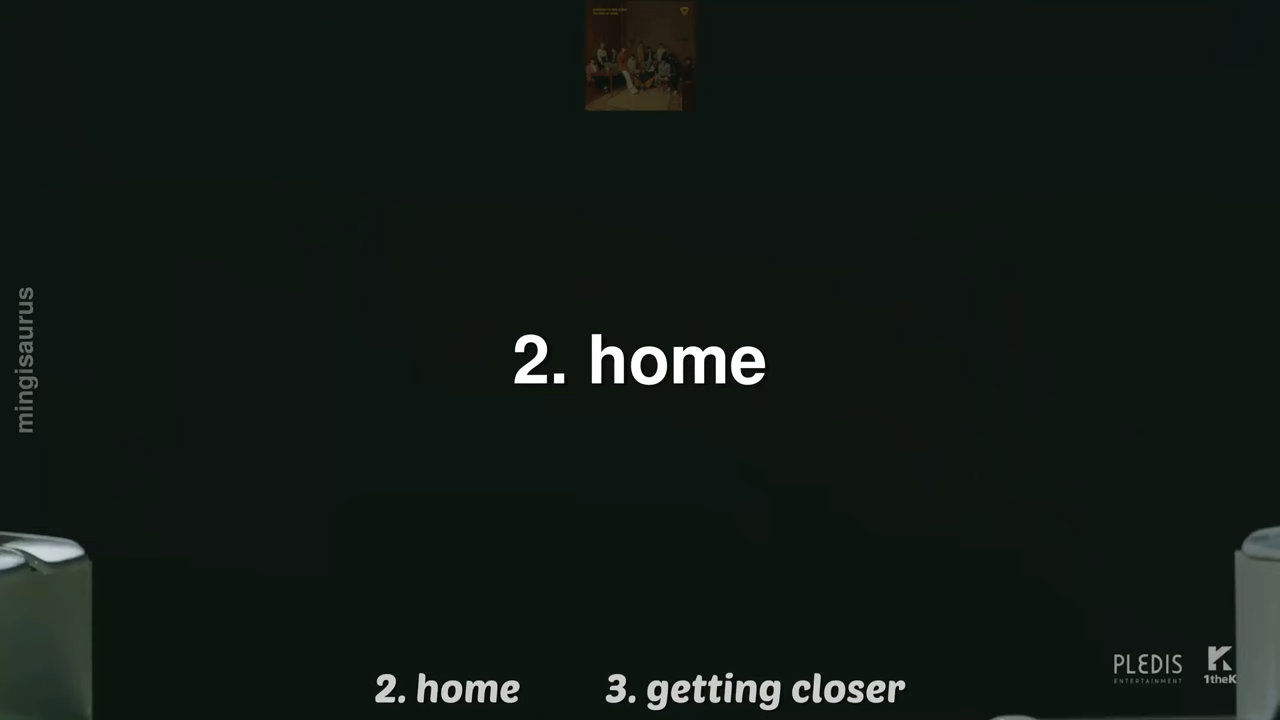 2. home
mingisaurus
PLEDIS
ENTERTAINMENT
1theK
2. home
3. getting closer